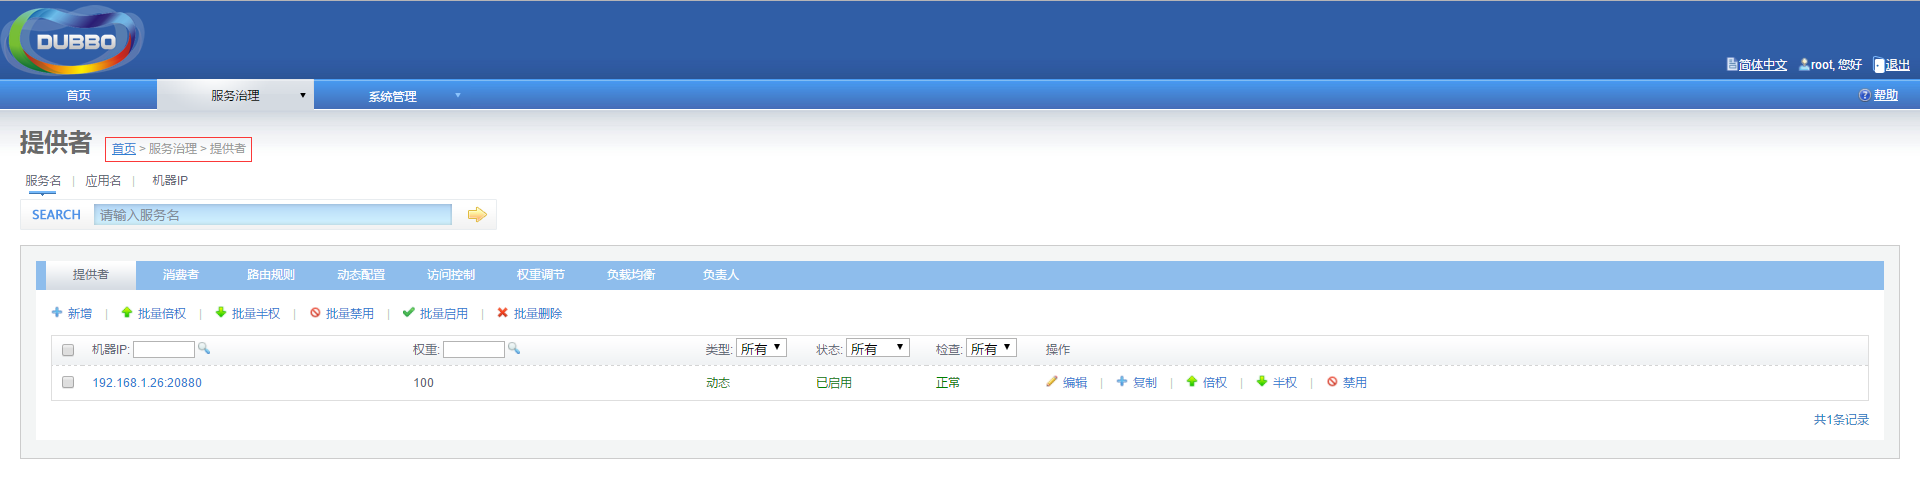 DUBBO
简体中文 root, 您好 退出
首页 服务治理 系统管理 帮助
提供者 首页 > 服务治理 > 提供者
服务名 | 应用名 | 机器IP
SEARCH 请输入服务名
提供者 消费者 路由规则 动态配置 访问控制 权重调节 负载均衡 负责人
新增 | 批量倍权 | 批量半权 | 批量禁用 | 批量启用 | 批量删除
机器IP: 权重: 类型: 所有 状态: 所有 检查: 所有 操作
192.168.1.26:20880 100 动态 已启用 正常 编辑 | 复制 | 倍权 | 半权 | 禁用
共1条记录